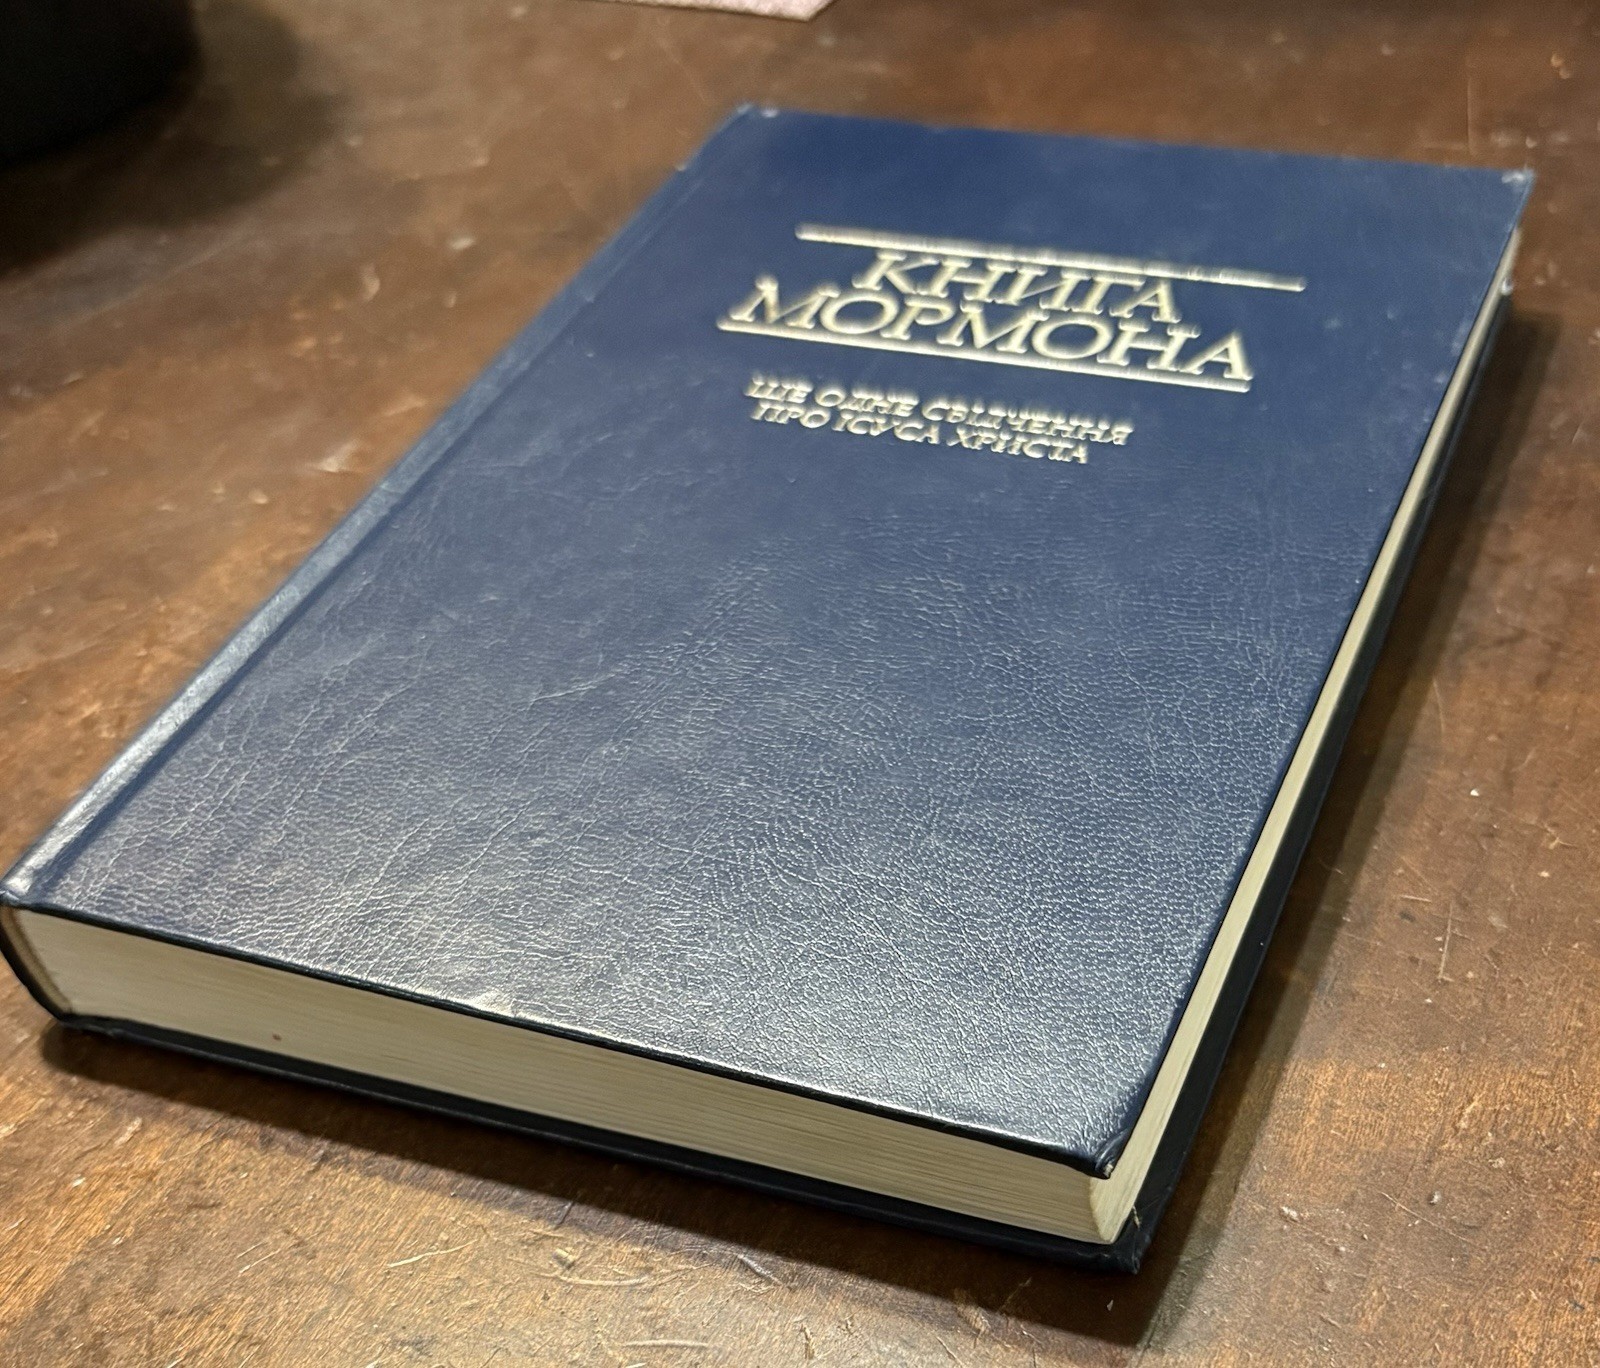 КНИГА
МОРМОНА
ЩЕ ОДНЕ СВІДЧЕННЯ
ПРО ІСУСА ХРИСТА